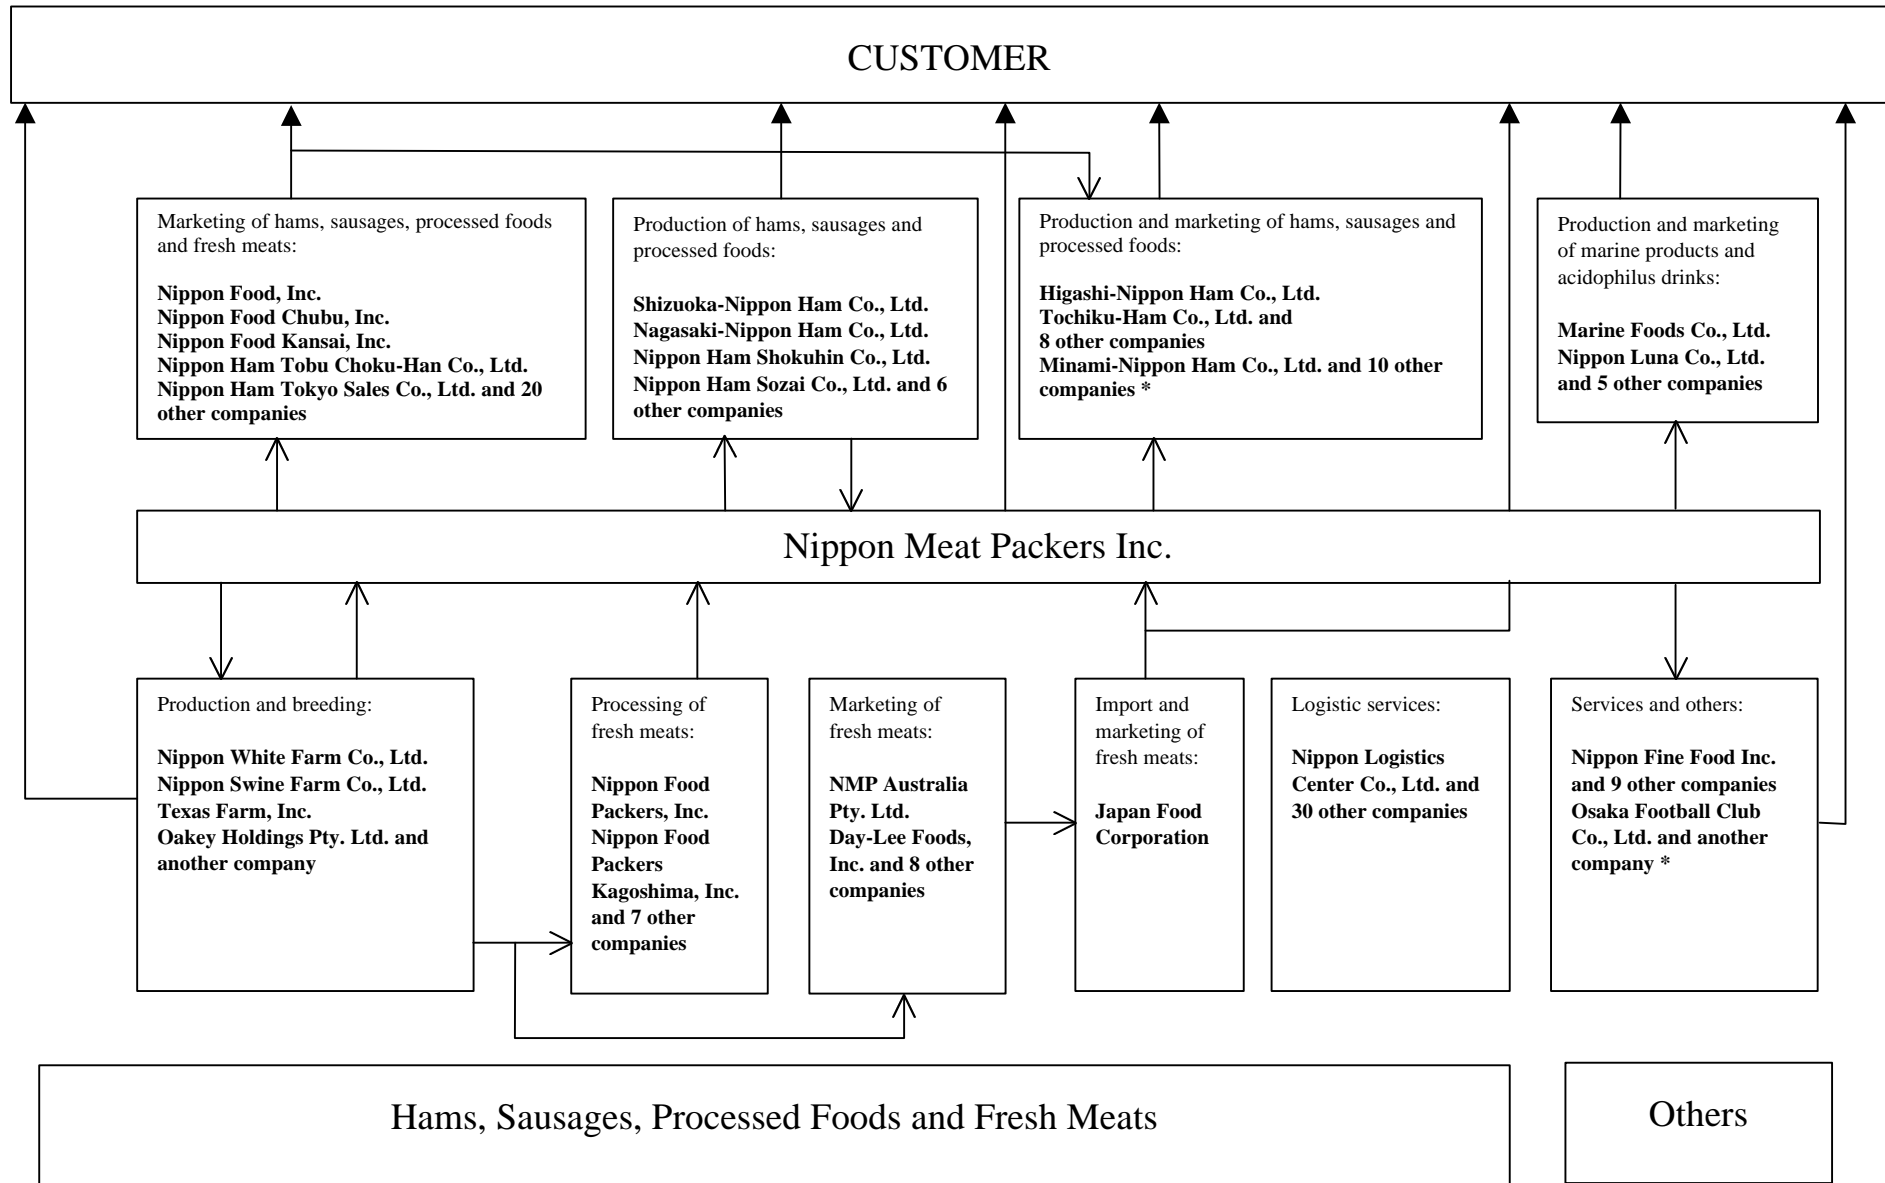 CUSTOMER
Marketing of hams, sausages, processed foods
and fresh meats:
Nippon Food, Inc.
Nippon Food Chubu, Inc.
Nippon Food Kansai, Inc.
Nippon Ham Tobu Choku-Han Co., Ltd.
Nippon Ham Tokyo Sales Co., Ltd. and 20
other companies
Production of hams, sausages and
processed foods:
Shizuoka-Nippon Ham Co., Ltd.
Nagasaki-Nippon Ham Co., Ltd.
Nippon Ham Shokuhin Co., Ltd.
Nippon Ham Sozai Co., Ltd. and 6
other companies
Production and marketing of hams, sausages and
processed foods:
Higashi-Nippon Ham Co., Ltd.
Tochiku-Ham Co., Ltd. and
8 other companies
Minami-Nippon Ham Co., Ltd. and 10 other
companies *
Production and marketing
of marine products and
acidophilus drinks:
Marine Foods Co., Ltd.
Nippon Luna Co., Ltd.
and 5 other companies
Nippon Meat Packers Inc.
Production and breeding:
Nippon White Farm Co., Ltd.
Nippon Swine Farm Co., Ltd.
Texas Farm, Inc.
Oakey Holdings Pty. Ltd. and
another company
Processing of
fresh meats:
Nippon Food
Packers, Inc.
Nippon Food
Packers
Kagoshima, Inc.
and 7 other
companies
Marketing of
fresh meats:
NMP Australia
Pty. Ltd.
Day-Lee Foods,
Inc. and 8 other
companies
Import and
marketing of
fresh meats:
Japan Food
Corporation
Logistic services:
Nippon Logistics
Center Co., Ltd. and
30 other companies
Services and others:
Nippon Fine Food Inc.
and 9 other companies
Osaka Football Club
Co., Ltd. and another
company *
Hams, Sausages, Processed Foods and Fresh Meats
Others